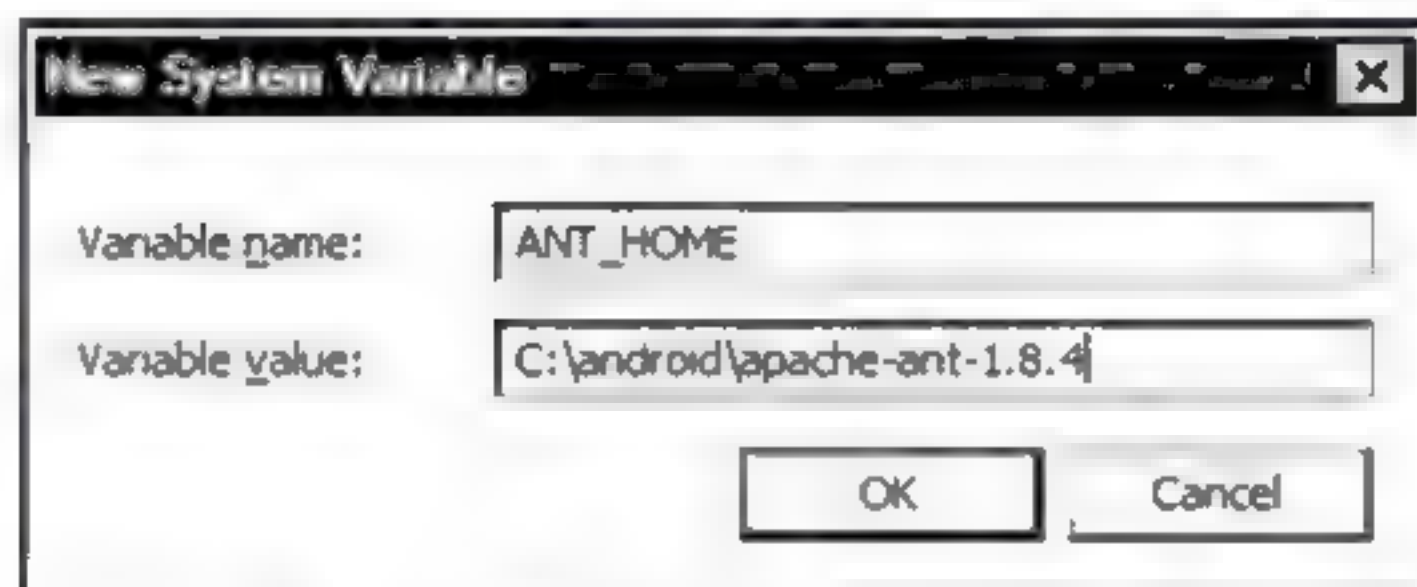 New System Variable
Variable name: ANT_HOME
Variable value: C:\android\apache-ant-1.8.4
OK Cancel